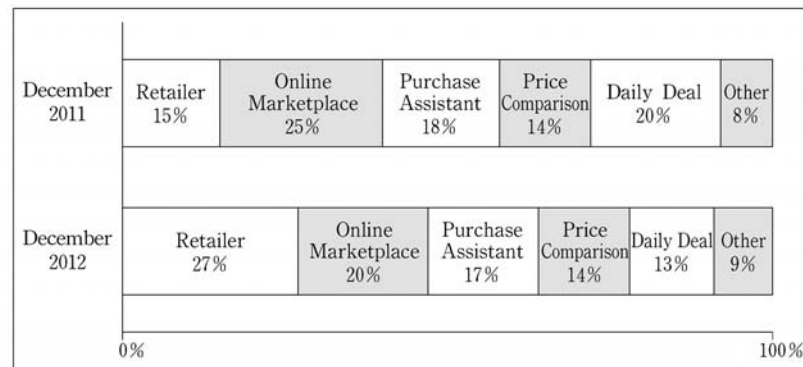 December
2011
Retailer
15%
Online
Marketplace
25%
Purchase
Assistant
18%
Price
Comparison
14%
Daily Deal
20%
Other
8%
December
2012
Retailer
27%
Online
Marketplace
20%
Purchase
Assistant
17%
Price
Comparison
14%
Daily Deal
13%
Other
9%
0%
100%